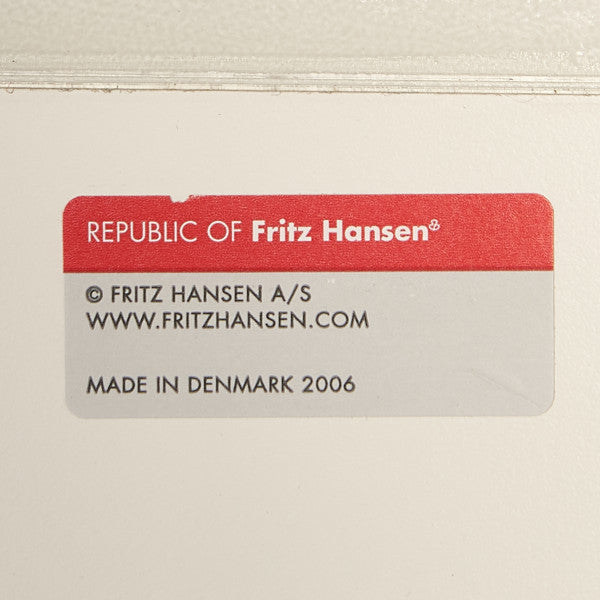 REPUBLIC OF Fritz Hansen®
© FRITZ HANSEN A/S
WWW.FRITZHANSEN.COM
MADE IN DENMARK 2006